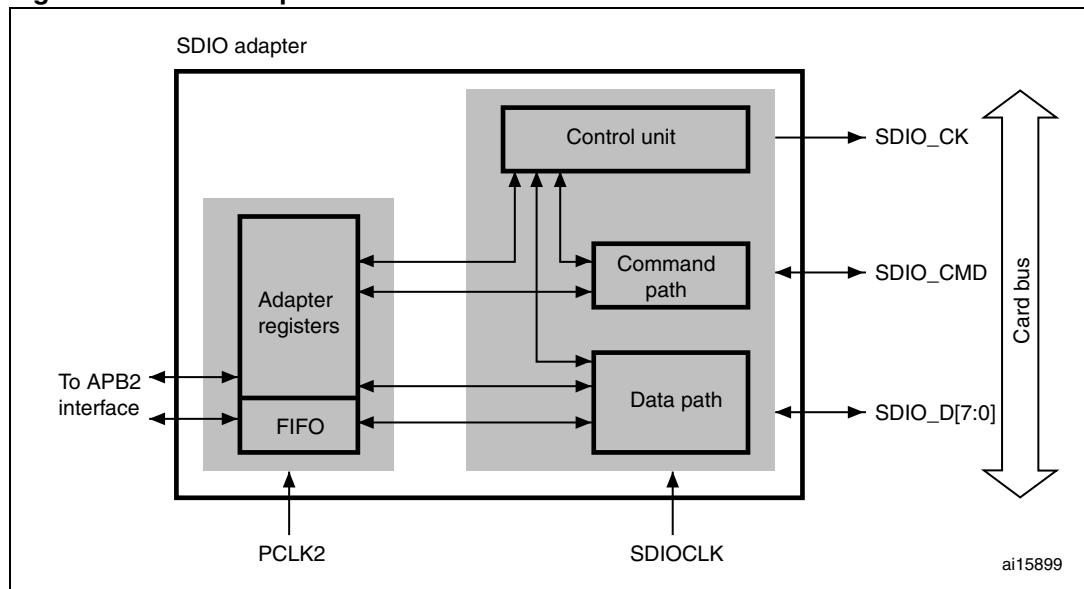 SDIO adapter
Control unit
SDIO_CK
Command
path
SDIO_CMD
Adapter
registers
Card bus
To APB2
interface
Data path
SDIO_D[7:0]
FIFO
PCLK2
SDIOCLK
ai15899